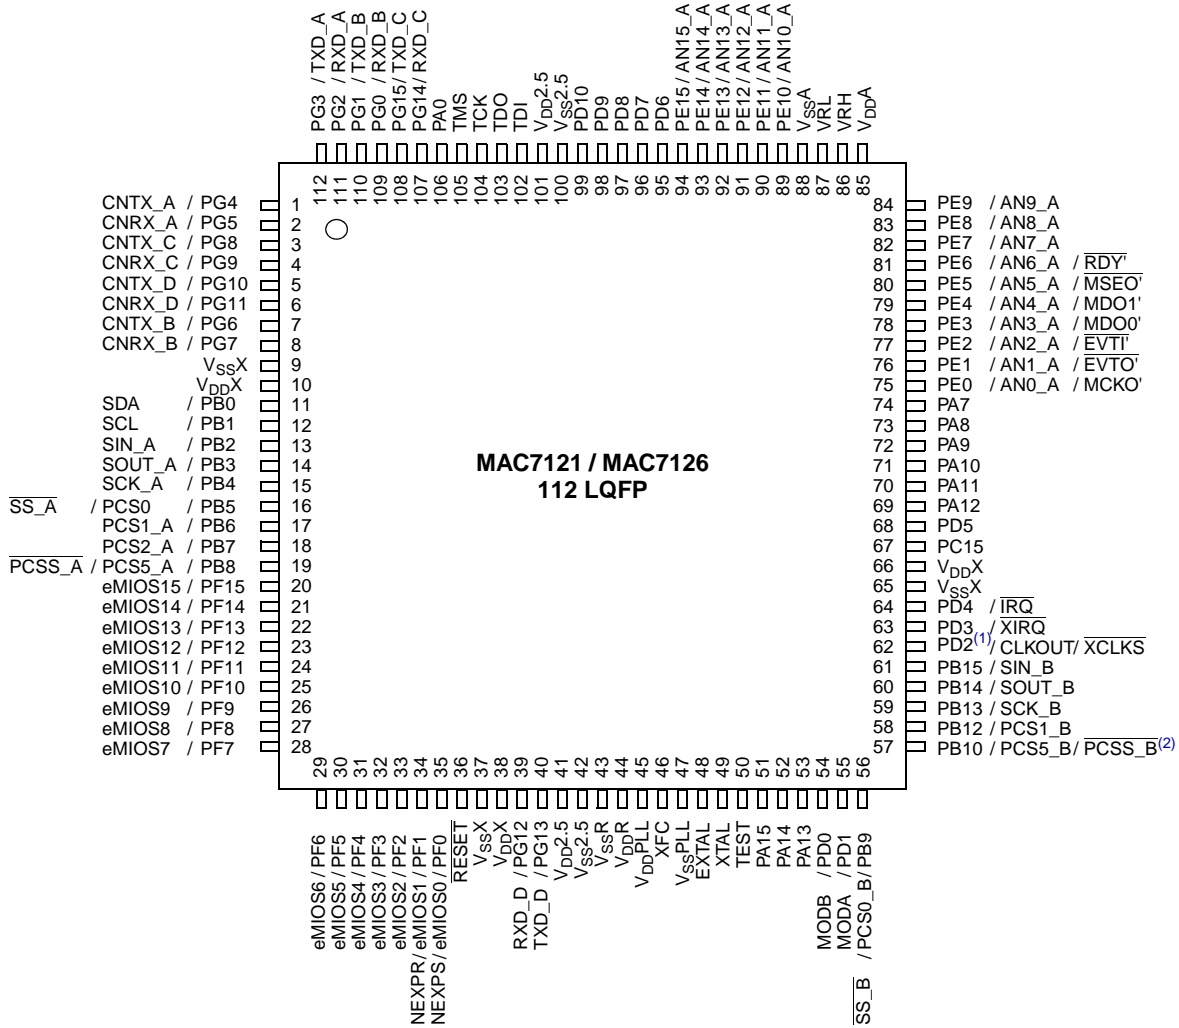 PG3 / TXD_A
PG2 / RXD_A
PG1 / TXD_B
PG0 / RXD_B
PG15/ TXD_C
PG14/ RXD_C
PA0
TMS
TCK
TDO
TDI
VDD2.5
VSS2.5
PD10
PD9
PD8
PD7
PD6
PE15/ AN15_A
PE14/ AN14_A
PE13/ AN13_A
PE12/ AN12_A
PE11/ AN11_A
PE10/ AN10_A
VSSA
VRL
VRH
VDDA
112 111 110 109 108 107 106 105 104 103 102 101 100 99 98 97 96 95 94 93 92 91 90 89 88 87 86 85
CNTX_A / PG4 1
CNRX_A / PG5 2
CNTX_C / PG8 3
CNRX_C / PG9 4
CNTX_D / PG10 5
CNRX_D / PG11 6
CNTX_B / PG6 7
CNRX_B / PG7 8
VSSX 9
VDDX 10
SDA / PB0 11
SCL / PB1 12
SIN_A / PB2 13
SOUT_A / PB3 14
SCK_A / PB4 15
SS_A / PCS0 / PB5 16
PCS1_A / PB6 17
PCS2_A / PB7 18
PCSS_A / PCS5_A / PB8 19
eMIOS15 / PF15 20
eMIOS14 / PF14 21
eMIOS13 / PF13 22
eMIOS12 / PF12 23
eMIOS11 / PF11 24
eMIOS10 / PF10 25
eMIOS9 / PF9 26
eMIOS8 / PF8 27
eMIOS7 / PF7 28
MAC7121 / MAC7126
112 LQFP
84 PE9 / AN9_A
83 PE8 / AN8_A
82 PE7 / AN7_A
81 PE6 / AN6_A / RDY'
80 PE5 / AN5_A / MSEO'
79 PE4 / AN4_A / MDO1'
78 PE3 / AN3_A / MDO0'
77 PE2 / AN2_A / EVTI'
76 PE1 / AN1_A / EVTO'
75 PE0 / AN0_A / MCKO'
74 PA7
73 PA8
72 PA9
71 PA10
70 PA11
69 PA12
68 PD5
67 PC15
66 VDDX
65 VSSX
64 PD4 / IRQ
63 PD3 / XIRQ
62 PD2(1) / CLKOUT/ XCLKS
61 PB15 / SIN_B
60 PB14 / SOUT_B
59 PB13 / SCK_B
58 PB12 / PCS1_B
57 PB10 / PCS5_B/ PCSS_B(2)
29 30 31 32 33 34 35 36 37 38 39 40 41 42 43 44 45 46 47 48 49 50 51 52 53 54 55 56
eMIOS6 / PF6
eMIOS5 / PF5
eMIOS4 / PF4
eMIOS3 / PF3
eMIOS2 / PF2
NEXPR/ eMIOS1 / PF1
NEXPS/ eMIOS0 / PF0
RESET
VSSX
VDDX
RXD_D / PG12
TXD_D / PG13
VDD2.5
VSS2.5
VSSR
VDDR
VDDPLL
XFC
VSSPLL
EXTAL
XTAL
TEST
PA15
PA14
PA13
MODB / PD0
MODA / PD1
SS_B / PCS0_B/ PB9